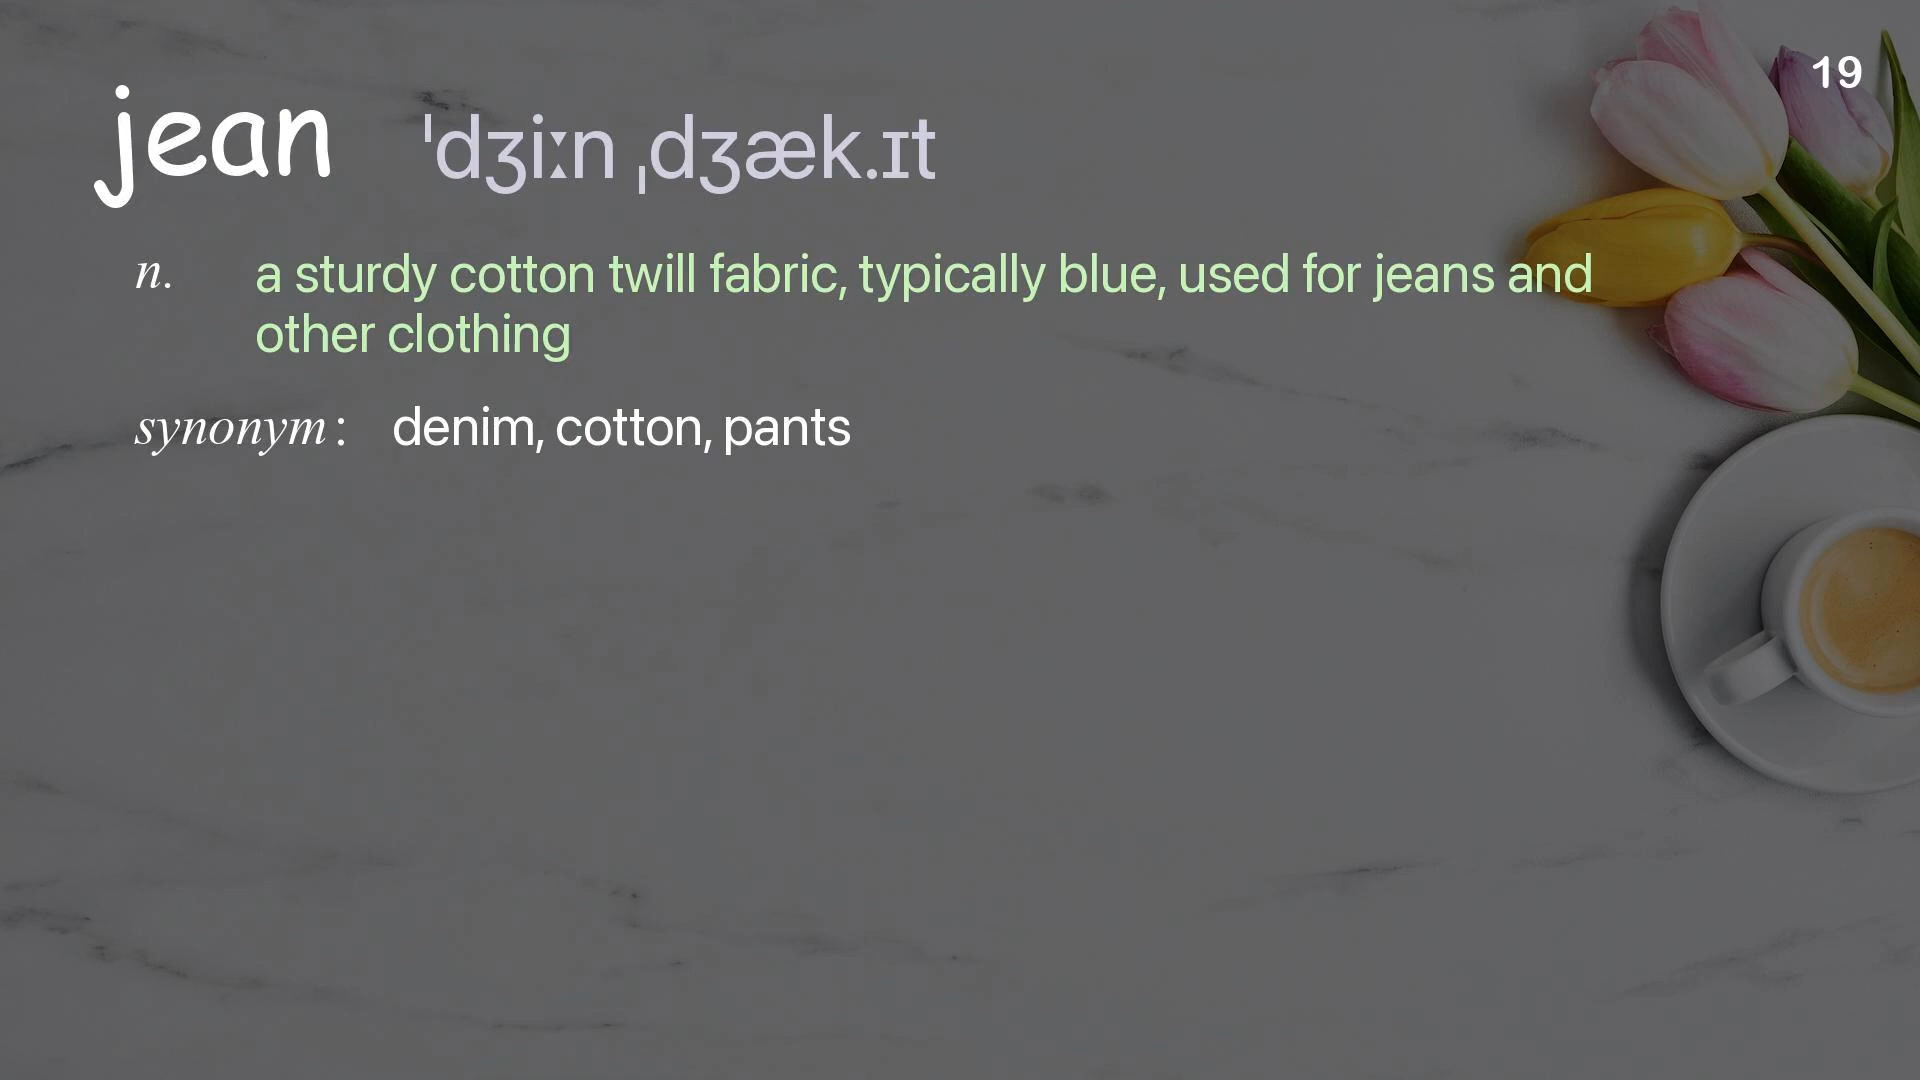 19
jean ˈdʒiːn ˌdʒæk.ɪt
n. a sturdy cotton twill fabric, typically blue, used for jeans and
other clothing
synonym: denim, cotton, pants